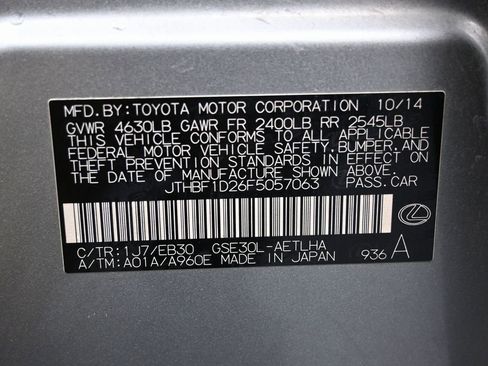 MFD.BY:TOYOTA MOTOR CORPORATION 10/14
GVWR 4630LB GAWR FR 2400LB RR 2545LB
THIS VEHICLE CONFORMS TO ALL APPLICABLE
FEDERAL MOTOR VEHICLE SAFETY,BUMPER,AND
THEFT PREVENTION STANDARDS IN EFFECT ON
THE DATE OF MANUFACTURE SHOWN ABOVE.
JTHBF1D26F5057063 PASS.CAR
C/TR:1J7/EB30 GSE30L-AETLHA
A/TM:A01A/A960E MADE IN JAPAN 936 A